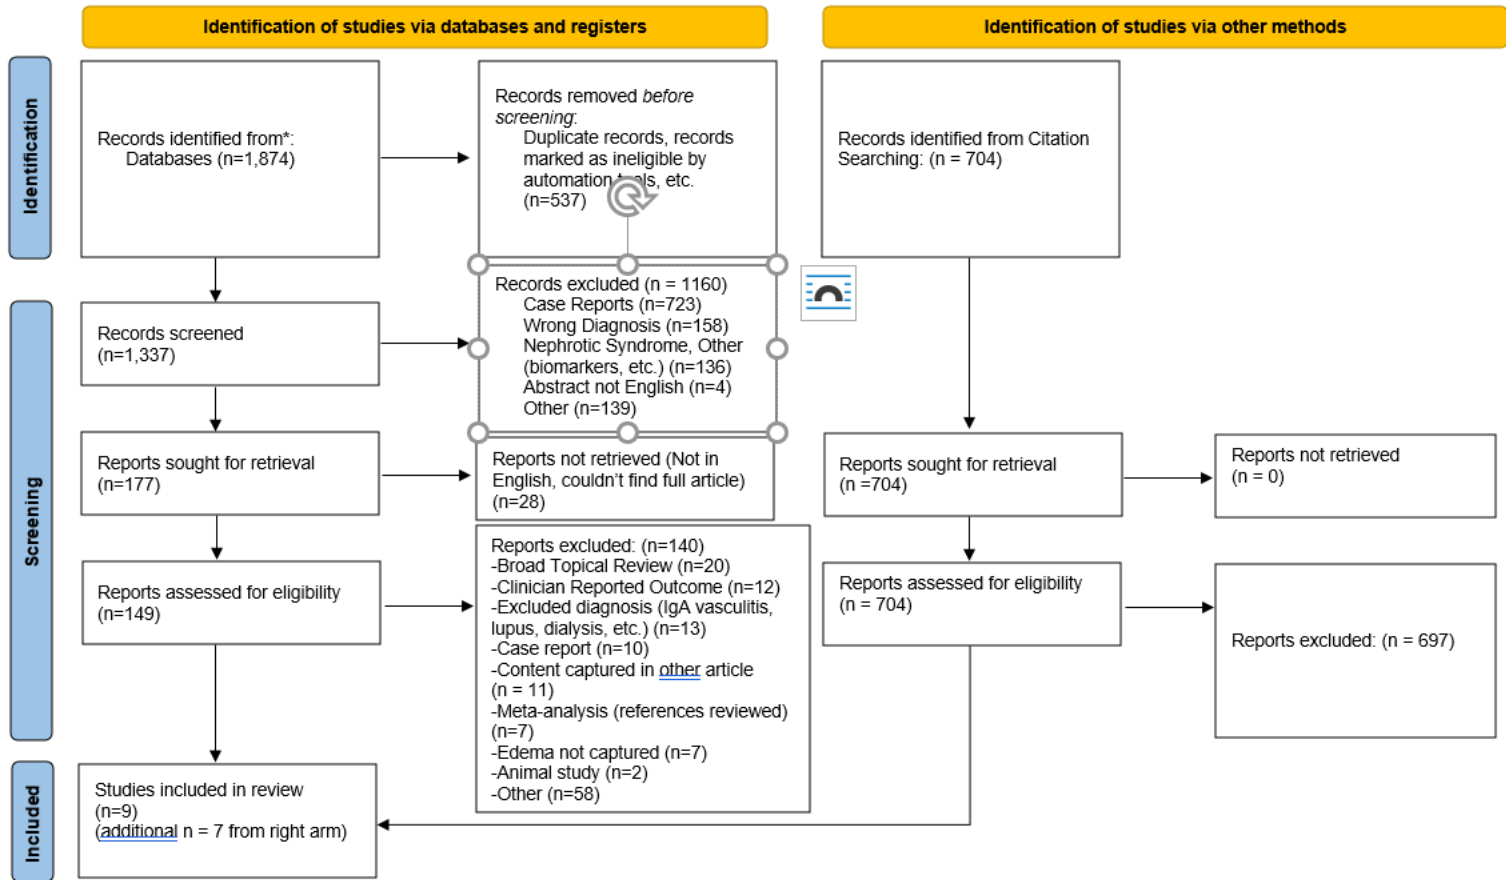 Identification of studies via databases and registers
Identification of studies via other methods
Identification
Records identified from*:
Databases (n=1,874)
Records removed before
screening:
Duplicate records, records
marked as ineligible by
automation tools, etc.
(n=537)
Records identified from Citation
Searching: (n = 704)
Screening
Records screened
(n=1,337)
Records excluded (n = 1160)
Case Reports (n=723)
Wrong Diagnosis (n=158)
Nephrotic Syndrome, Other
(biomarkers, etc.) (n=136)
Abstract not English (n=4)
Other (n=139)
Reports sought for retrieval
(n=177)
Reports not retrieved (Not in
English, couldn't find full article)
(n=28)
Reports sought for retrieval
(n =704)
Reports not retrieved
(n = 0)
Reports assessed for eligibility
(n=149)
Reports excluded: (n=140)
-Broad Topical Review (n=20)
-Clinician Reported Outcome (n=12)
-Excluded diagnosis (IgA vasculitis,
lupus, dialysis, etc.) (n=13)
-Case report (n=10)
-Content captured in other article
(n = 11)
-Meta-analysis (references reviewed)
(n=7)
-Edema not captured (n=7)
-Animal study (n=2)
-Other (n=58)
Reports assessed for eligibility
(n = 704)
Reports excluded: (n = 697)
Included
Studies included in review
(n=9)
(additional n = 7 from right arm)